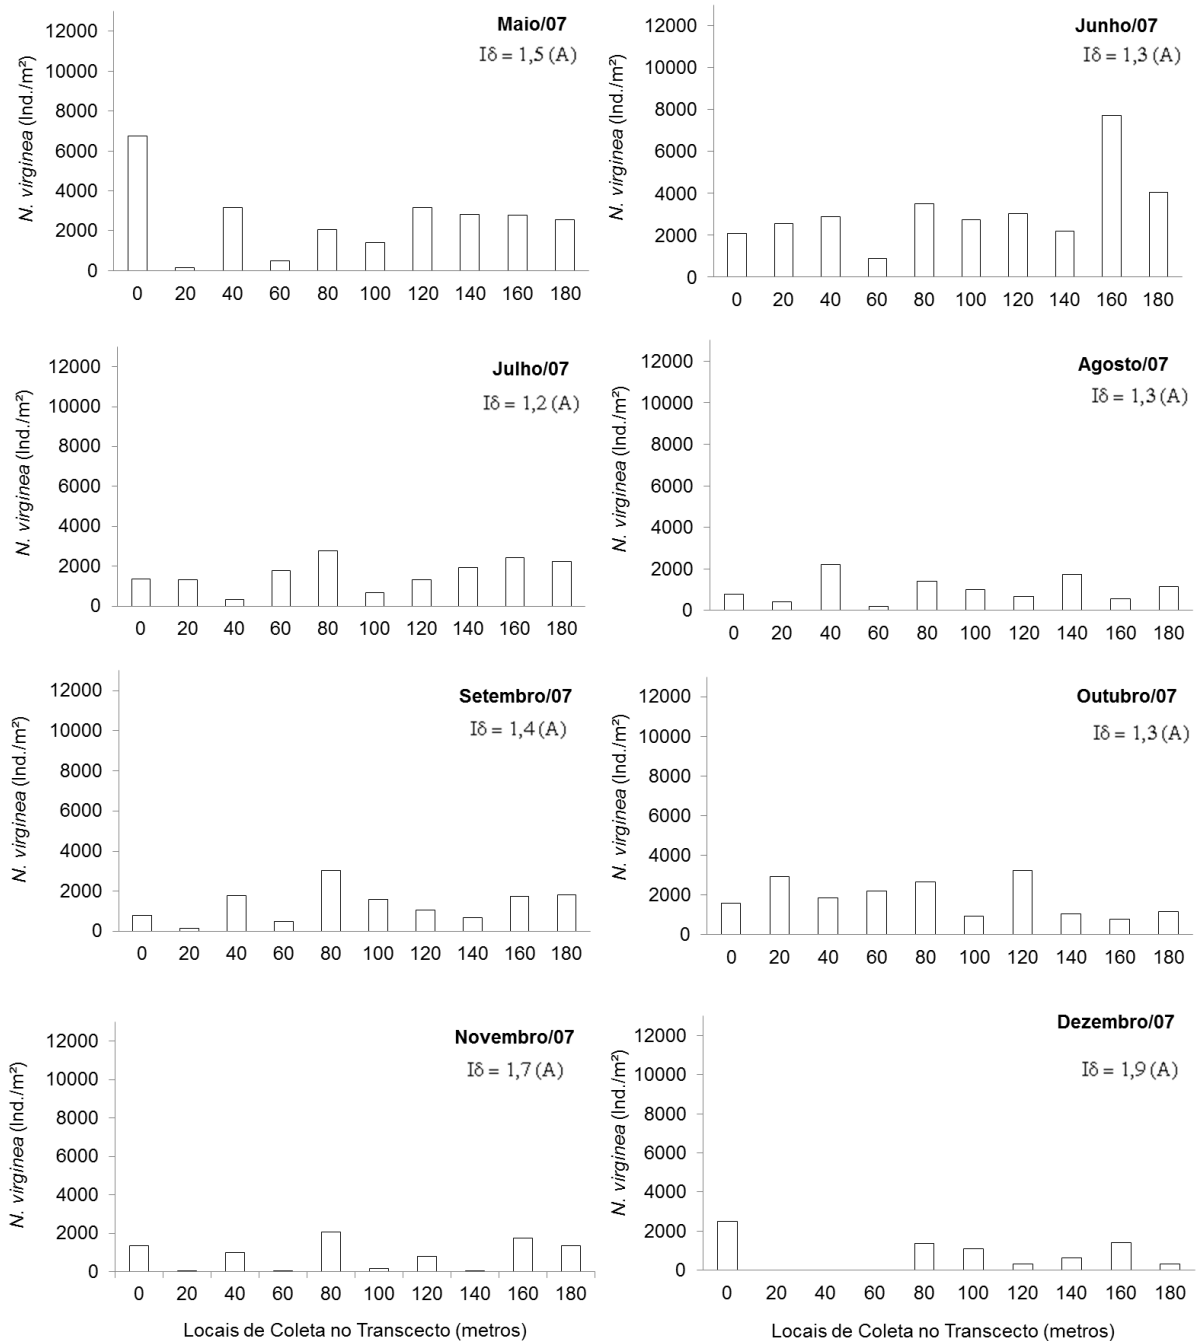 Maio/07
Iδ = 1,5 (A)
N. virginea (Ind./m²)
12000
10000
8000
6000
4000
2000
0
0 20 40 60 80 100 120 140 160 180
Junho/07
Iδ = 1,3 (A)
N. virginea (Ind./m²)
12000
10000
8000
6000
4000
2000
0
0 20 40 60 80 100 120 140 160 180
Julho/07
Iδ = 1,2 (A)
N. virginea (Ind./m²)
12000
10000
8000
6000
4000
2000
0
0 20 40 60 80 100 120 140 160 180
Agosto/07
Iδ = 1,3 (A)
N. virginea (Ind./m²)
12000
10000
8000
6000
4000
2000
0
0 20 40 60 80 100 120 140 160 180
Setembro/07
Iδ = 1,4 (A)
N. virginea (Ind./m²)
12000
10000
8000
6000
4000
2000
0
0 20 40 60 80 100 120 140 160 180
Outubro/07
Iδ = 1,3 (A)
N. virginea (Ind./m²)
12000
10000
8000
6000
4000
2000
0
0 20 40 60 80 100 120 140 160 180
Novembro/07
Iδ = 1,7 (A)
N. virginea (Ind./m²)
12000
10000
8000
6000
4000
2000
0
0 20 40 60 80 100 120 140 160 180
Locais de Coleta no Transcecto (metros)
Dezembro/07
Iδ = 1,9 (A)
N. virginea (Ind./m²)
12000
10000
8000
6000
4000
2000
0
0 20 40 60 80 100 120 140 160 180
Locais de Coleta no Transcecto (metros)